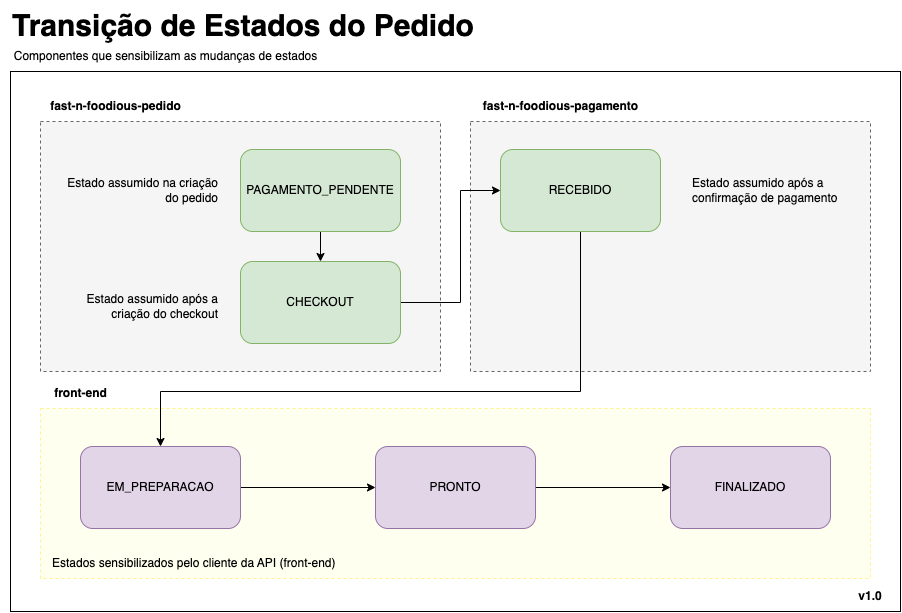 Transição de Estados do Pedido
Componentes que sensibilizam as mudanças de estados
fast-n-foodious-pedido
fast-n-foodious-pagamento
Estado assumido na criação
do pedido
PAGAMENTO_PENDENTE
RECEBIDO
Estado assumido após a
confirmação de pagamento
Estado assumido após a
criação do checkout
CHECKOUT
front-end
EM_PREPARACAO
PRONTO
FINALIZADO
Estados sensibilizados pelo cliente da API (front-end)
v1.0